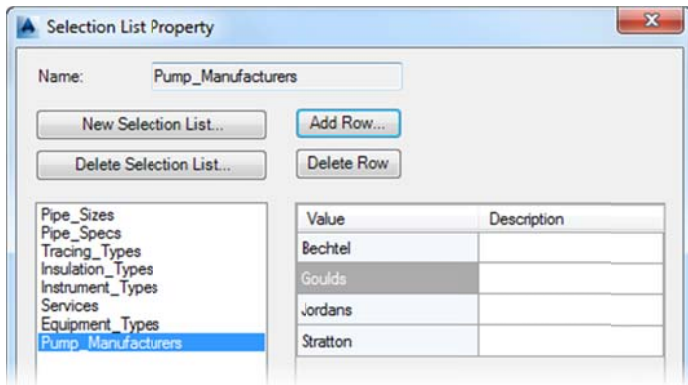 Selection List Property
Name: Pump_Manufacturers
New Selection List... Add Row...
Delete Selection List... Delete Row
Pipe_Sizes
Pipe_Specs
Tracing_Types
Insulation_Types
Instrument_Types
Services
Equipment_Types
Pump_Manufacturers
Value Description
Bechtel
Goulds
Jordans
Stratton